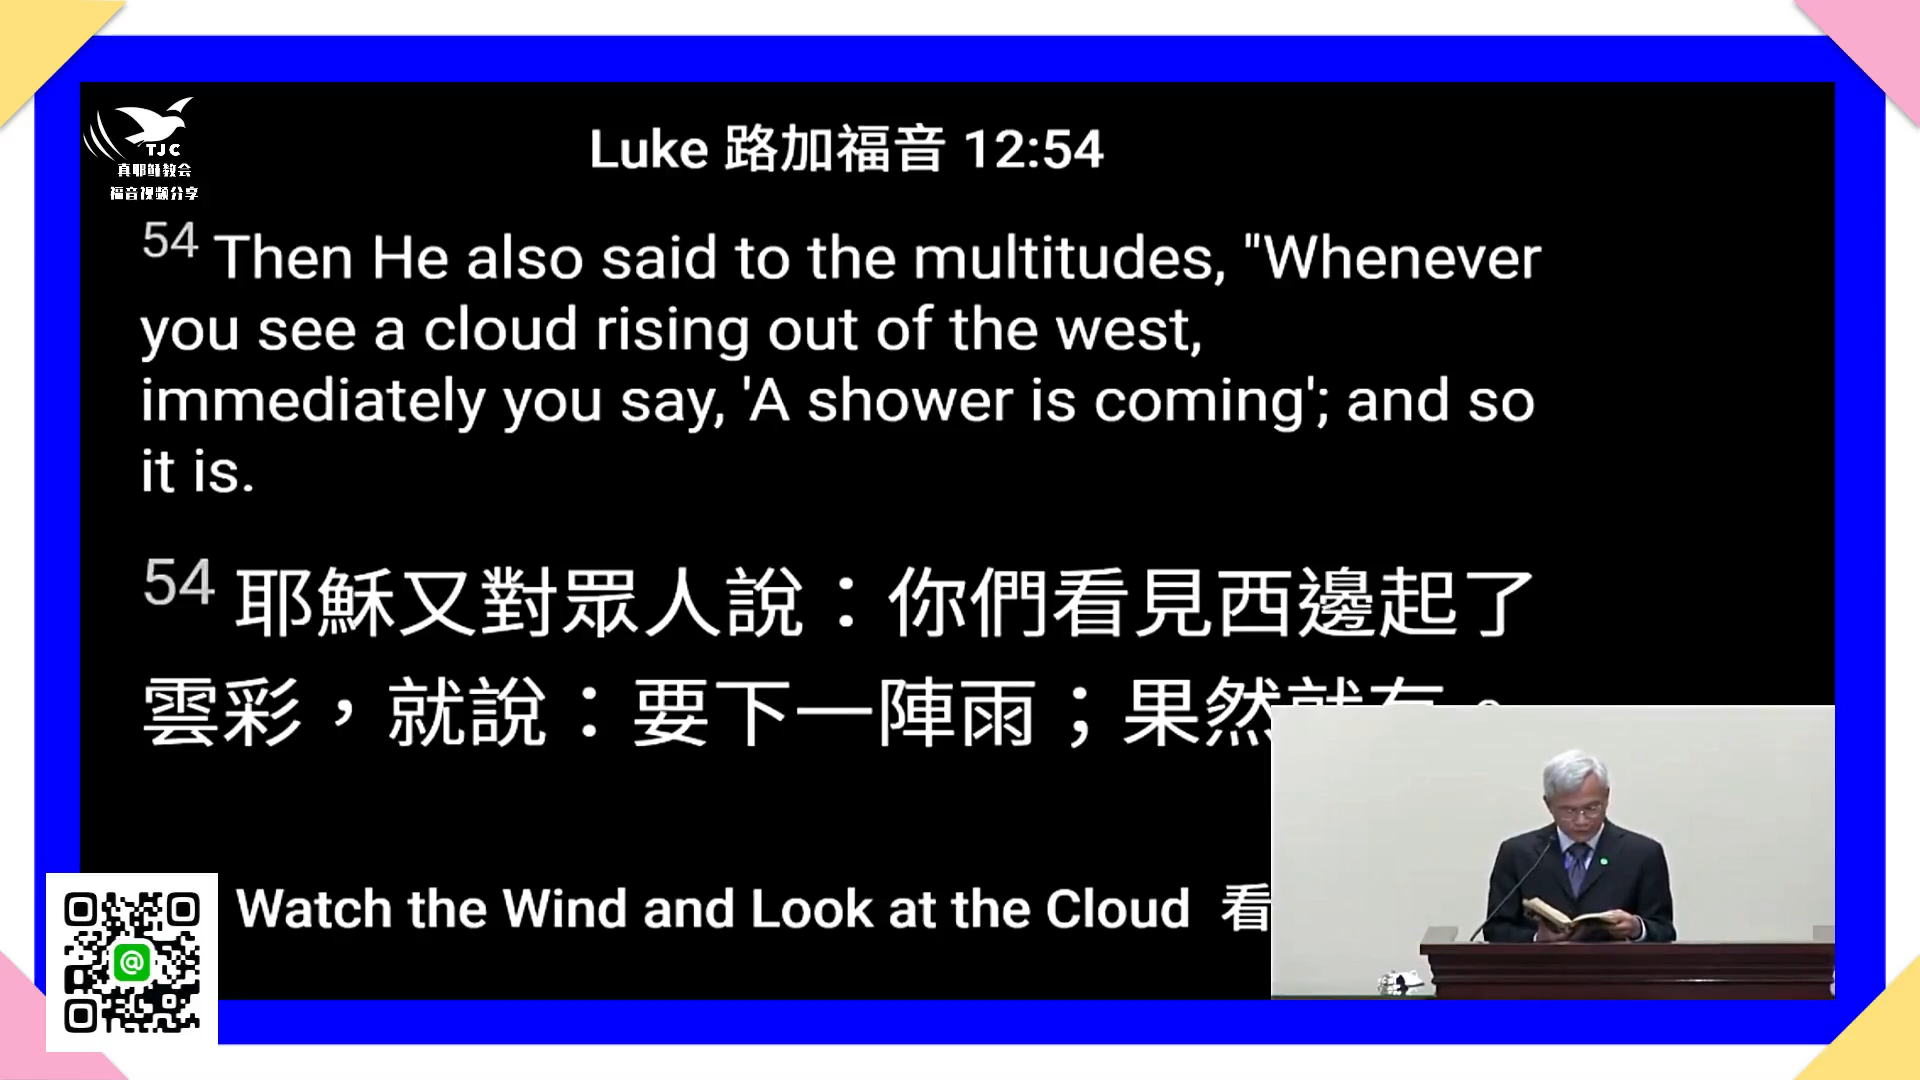 TJC
真耶穌教会
福音视频分享
Luke 路加福音 12:54
54 Then He also said to the multitudes, "Whenever
you see a cloud rising out of the west,
immediately you say, 'A shower is coming'; and so
it is.
54 耶穌又對眾人說：你們看見西邊起了
雲彩，就說：要下一陣雨；果然
Watch the Wind and Look at the Cloud 看
@